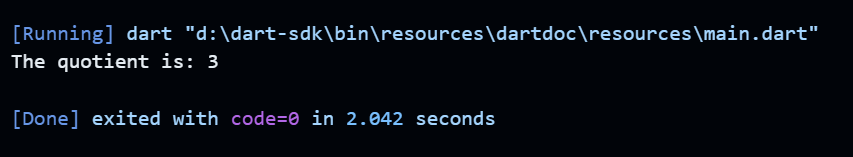 [Running] dart "d:\dart-sdk\bin\resources\dartdoc\resources\main.dart"
The quotient is: 3
[Done] exited with code=0 in 2.042 seconds